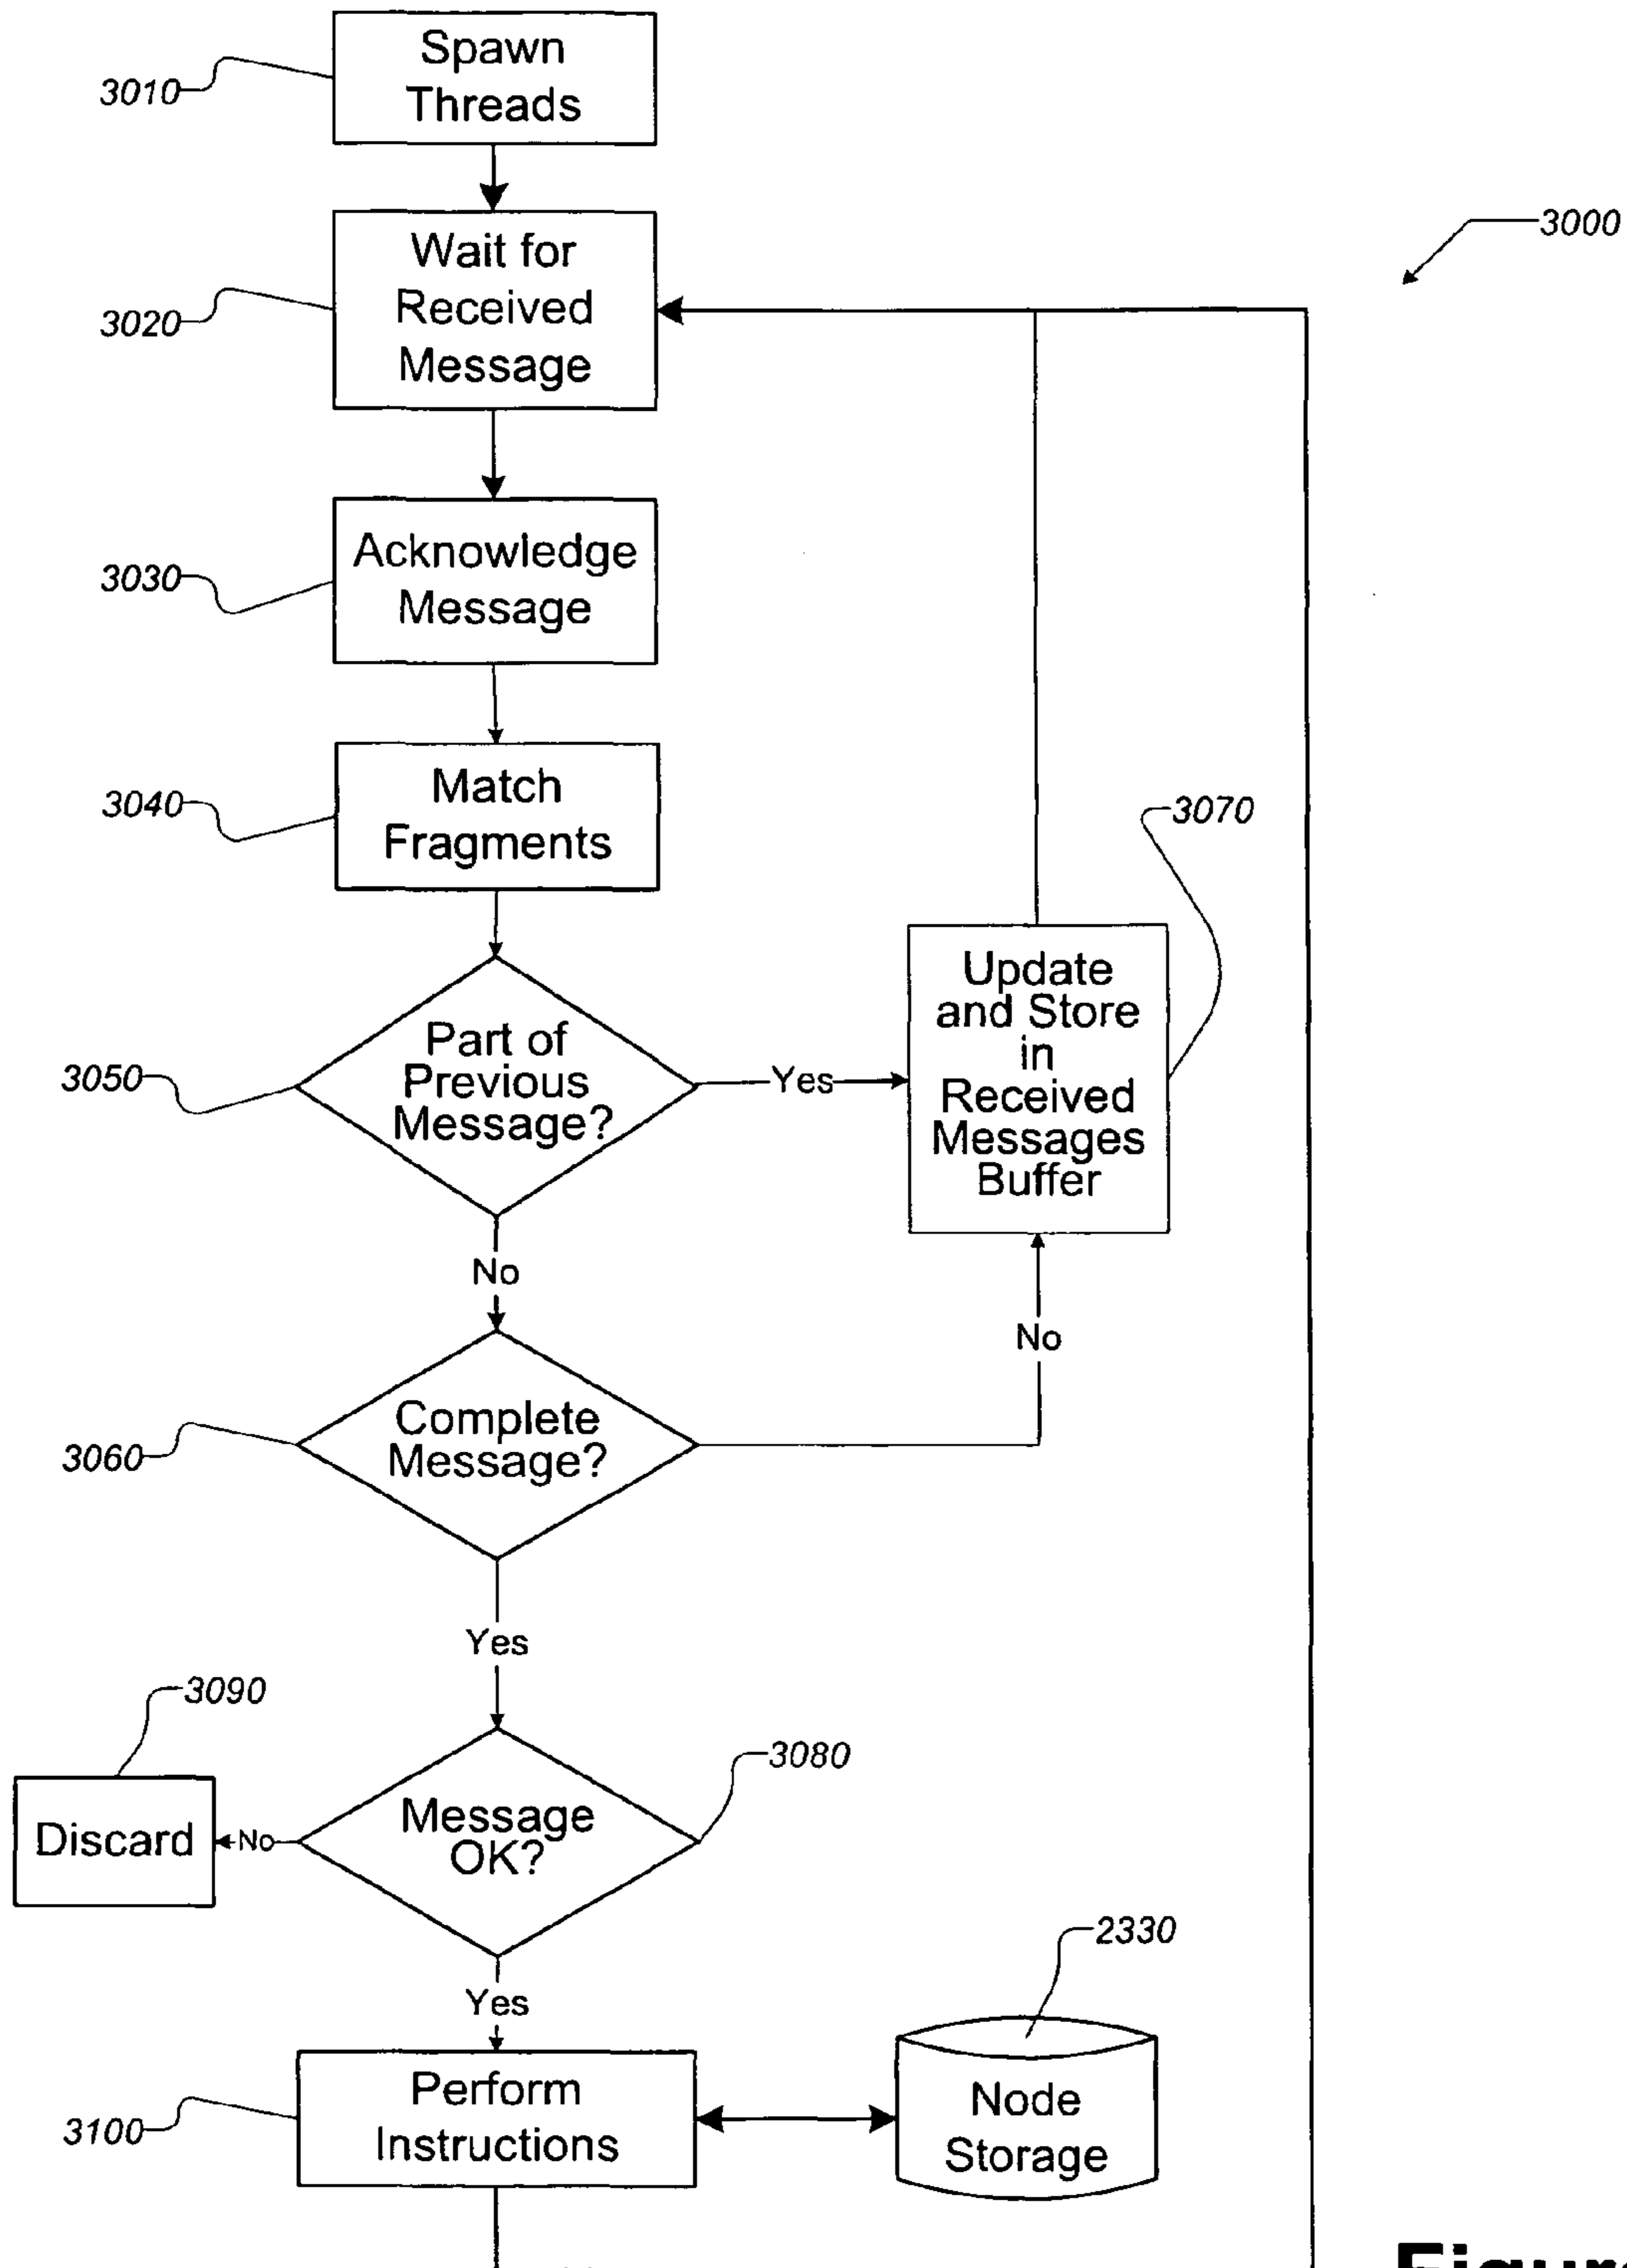 Spawn
Threads
3010
Wait for
Received
Message
3020
3000
Acknowledge
Message
3030
Match
Fragments
3040
3070
Part of
Previous
Message?
3050
Yes
Update
and Store
in
Received
Messages
Buffer
No
No
Complete
Message?
3060
Yes
3090
3080
Discard
No
Message
OK?
Yes
2330
Perform
Instructions
3100
Node
Storage